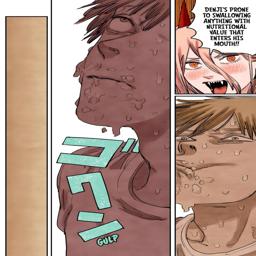 DENJI'S PRONE
TO SWALLOWING
ANYTHING WITH
NUTRITIONAL
VALUE THAT
ENTERS HIS
MOUTH!!
ゴクン
GULP